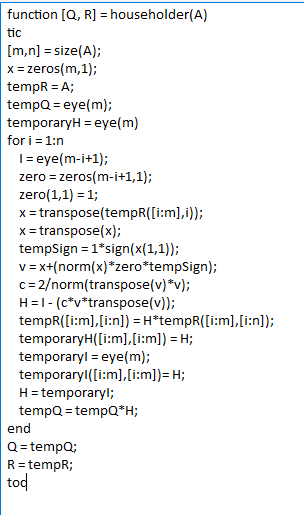 function [Q, R] = householder(A)
tic
[m,n] = size(A);
x = zeros(m,1);
tempR = A;
tempQ = eye(m);
temporaryH = eye(m)
for i = 1:n
I = eye(m-i+1);
zero = zeros(m-i+1,1);
zero(1,1) = 1;
x = transpose(tempR([i:m],i));
x = transpose(x);
tempSign = 1*sign(x(1,1));
v = x+(norm(x)*zero*tempSign);
c = 2/norm(transpose(v)*v);
H = I - (c*v*transpose(v));
tempR([i:m],[i:n]) = H*tempR([i:m],[i:n]);
temporaryH([i:m],[i:m]) = H;
temporaryI = eye(m);
temporaryI([i:m],[i:m])= H;
H = temporaryI;
tempQ = tempQ*H;
end
Q = tempQ;
R = tempR;
toc